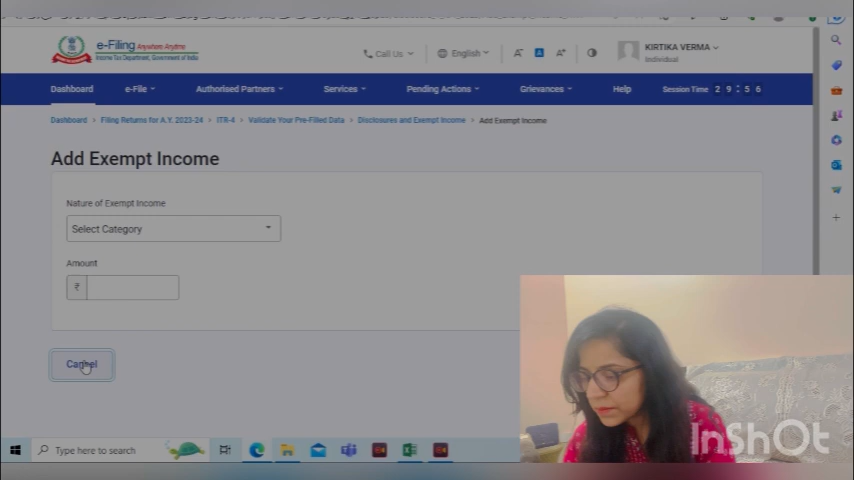 e-Filing Anywhere Anytime
Income Tax Department, Government of India
Call Us
English
A-
A
A+
KIRTIKA VERMA
Individual
Dashboard e-File Authorised Partners Services Pending Actions Grievances Help Session Time 2 9 : 5 6
Dashboard > Filing Returns for A.Y. 2023-24 > ITR-4 > Validate Your Pre-Filled Data > Disclosures and Exempt Income > Add Exempt Income
Add Exempt Income
Nature of Exempt Income
Select Category
Amount
₹
Cancel
Type here to search
InShOt